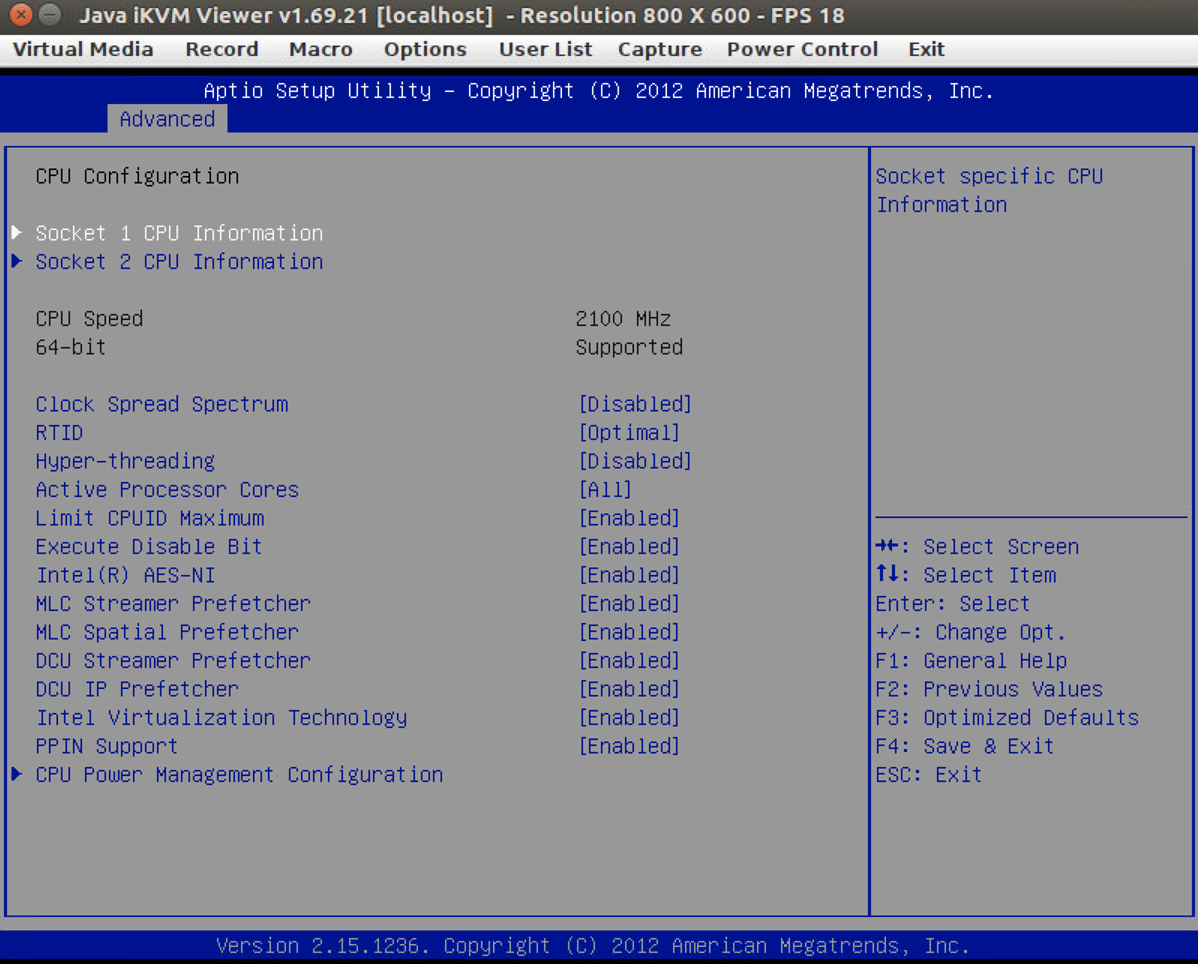 Java iKVM Viewer v1.69.21 [localhost] - Resolution 800 X 600 - FPS 18
Virtual Media Record Macro Options User List Capture Power Control Exit
Aptio Setup Utility - Copyright (C) 2012 American Megatrends, Inc.
Advanced
CPU Configuration
Socket 1 CPU Information
Socket 2 CPU Information
CPU Speed 2100 MHz
64-bit Supported
Clock Spread Spectrum [Disabled]
RTID [Optimal]
Hyper-threading [Disabled]
Active Processor Cores [All]
Limit CPUID Maximum [Enabled]
Execute Disable Bit [Enabled]
Intel(R) AES-NI [Enabled]
MLC Streamer Prefetcher [Enabled]
MLC Spatial Prefetcher [Enabled]
DCU Streamer Prefetcher [Enabled]
DCU IP Prefetcher [Enabled]
Intel Virtualization Technology [Enabled]
PPIN Support [Enabled]
CPU Power Management Configuration
Socket specific CPU
Information
→←: Select Screen
↑↓: Select Item
Enter: Select
+/-: Change Opt.
F1: General Help
F2: Previous Values
F3: Optimized Defaults
F4: Save & Exit
ESC: Exit
Version 2.15.1236. Copyright (C) 2012 American Megatrends, Inc.